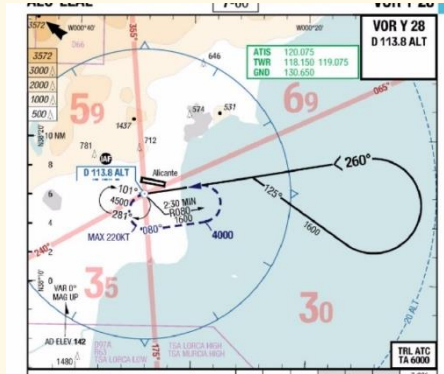 VOR Y 28
D 113.8 ALT
ATIS 120.075
TWR 118.150 119.075
GND 130.650
3572
W000°40'
355°
W000°20'
D66
646
3572
3000
2000
1000
500
59
69
574
531
065°
1437
10 NM
781
712
IAF
D 113.8 ALT
Alicante
260°
101°
4500
281°
2:30 MIN
R080
1600
125°
1600
MAX 220KT
080°
4000
240°
35
30
VAR 0°
MAG UP
AD ELEV. 142
1480
175°
TSA LORCA LOW
TSA LORCA HIGH
TSA MURCIA HIGH
20 ALT
TRL ATC
TA 6000